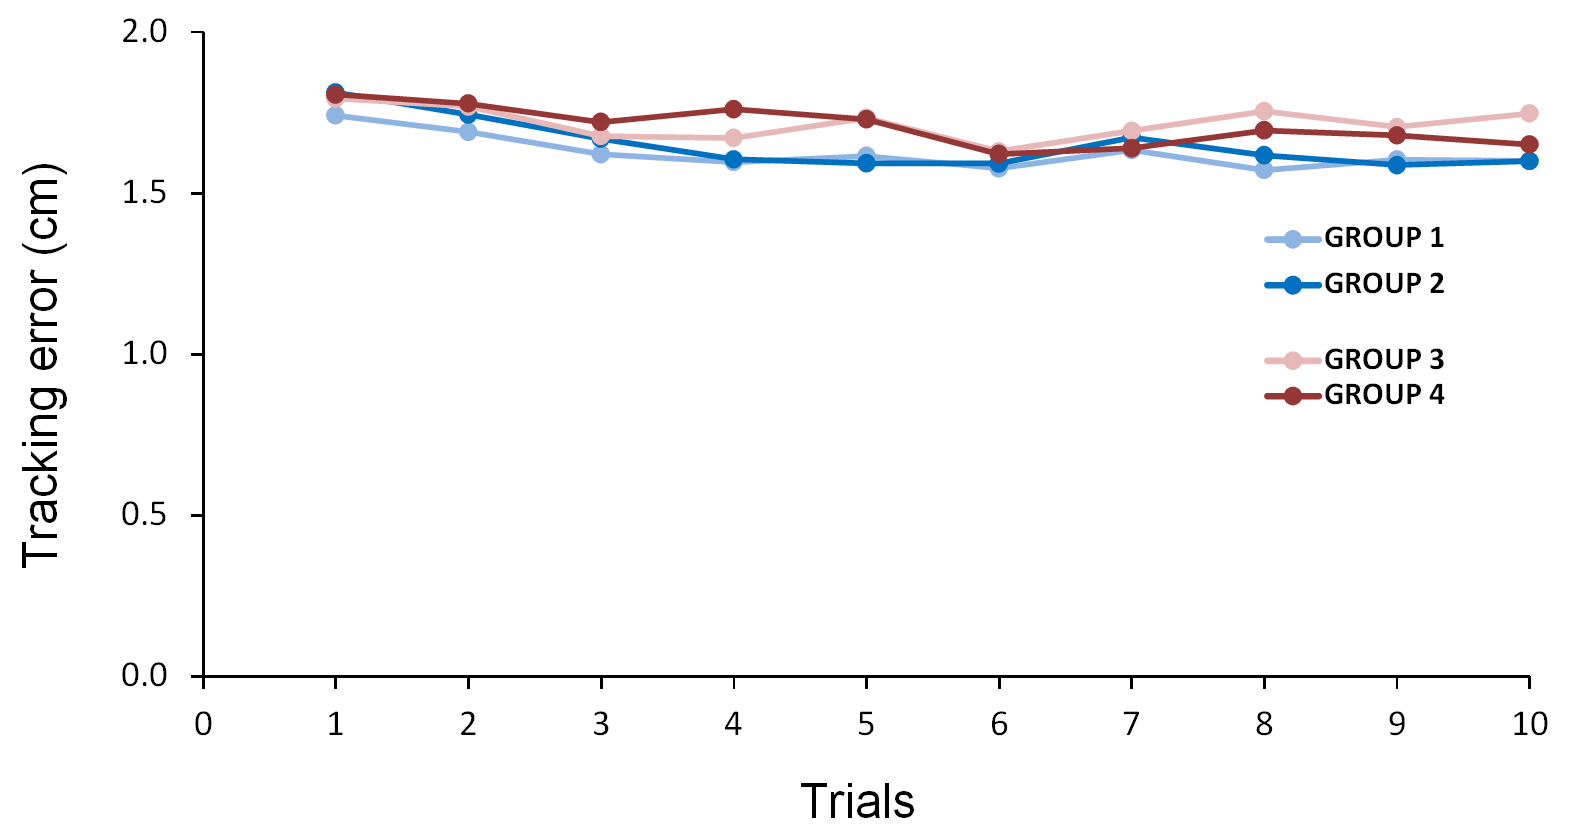 2.0
1.5
1.0
0.5
0.0
Tracking error (cm)
GROUP 1
GROUP 2
GROUP 3
GROUP 4
0 1 2 3 4 5 6 7 8 9 10
Trials